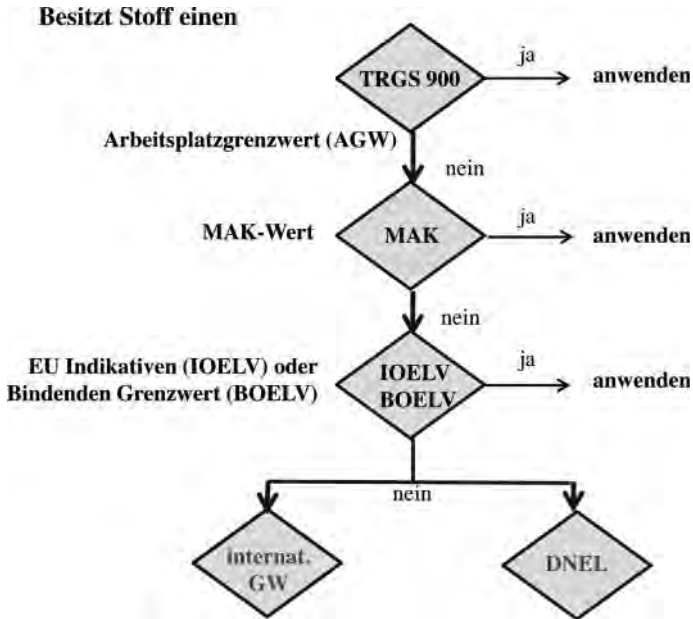 Besitzt Stoff einen
TRGS 900
ja
anwenden
Arbeitsplatzgrenzwert (AGW)
nein
MAK-Wert
MAK
ja
anwenden
nein
EU Indikativen (IOELV) oder
Bindenden Grenzwert (BOELV)
IOELV
BOELV
ja
anwenden
nein
internat.
GW
DNEL